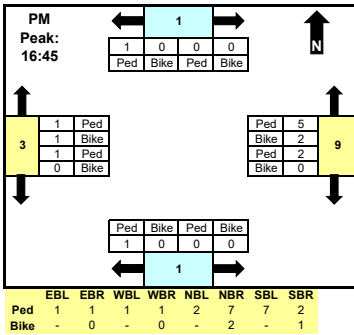 PM
Peak:
16:45
1
N
1 0 0 0
Ped Bike Ped Bike
3
1 Ped
1 Bike
1 Ped
0 Bike
Ped 5
Bike 2
Ped 2
Bike 0
9
Ped Bike Ped Bike
1 0 0 0
1
EBL EBR WBL WBR NBL NBR SBL SBR
Ped 1 1 1 1 2 7 7 2
Bike - 0 - 0 - 2 - 1